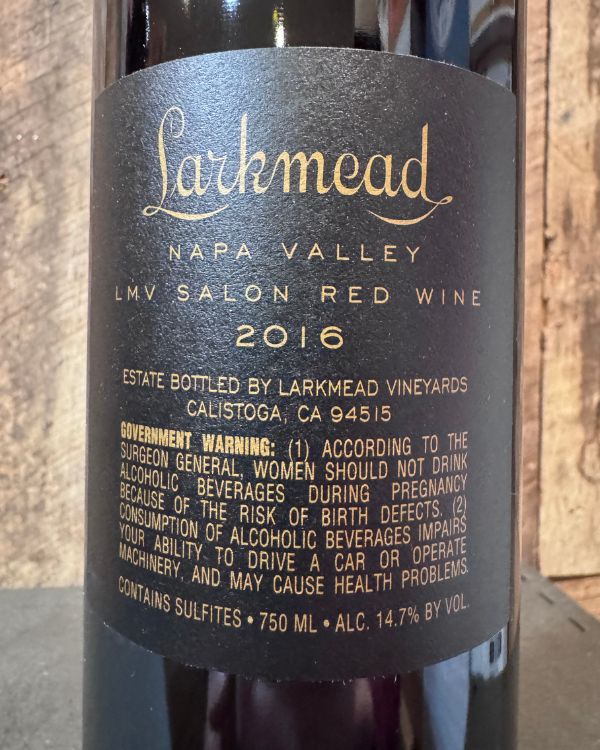 Larkmead
NAPA VALLEY
LMV SALON RED WINE
2016
ESTATE BOTTLED BY LARKMEAD VINEYARDS
CALISTOGA, CA 94515
GOVERNMENT WARNING: (1) ACCORDING TO THE
SURGEON GENERAL, WOMEN SHOULD NOT DRINK
ALCOHOLIC BEVERAGES DURING PREGNANCY
BECAUSE OF THE RISK OF BIRTH DEFECTS. (2)
CONSUMPTION OF ALCOHOLIC BEVERAGES IMPAIRS
YOUR ABILITY TO DRIVE A CAR OR OPERATE
MACHINERY, AND MAY CAUSE HEALTH PROBLEMS.
CONTAINS SULFITES • 750 ML • ALC. 14.7% BY VOL.